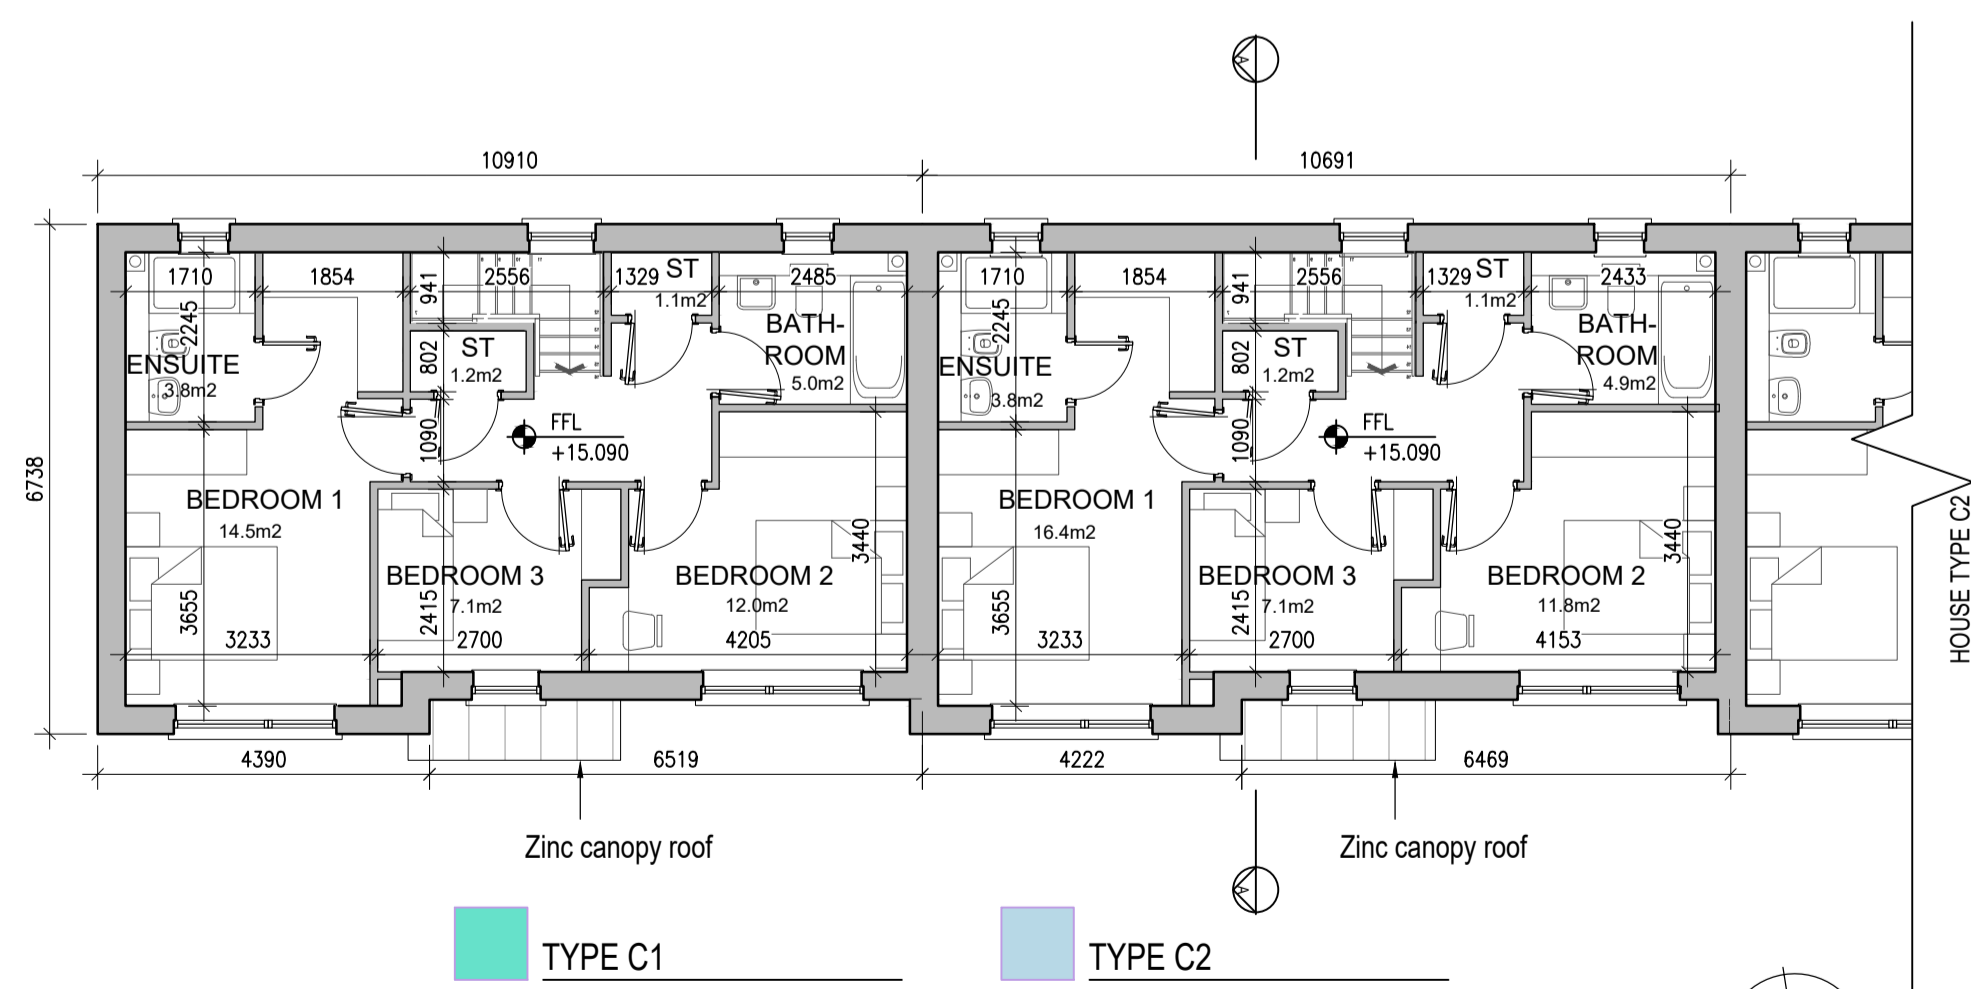 A
10910
10691
1710
1854
941
2556
1329
ST
1.1m2
2485
2245
ENSUITE
3.8m2
802
ST
1.2m2
BATH-
ROOM
5.0m2
1090
FFL
+15.090
6738
BEDROOM 1
14.5m2
3655
3233
BEDROOM 3
7.1m2
2415
2700
BEDROOM 2
12.0m2
3440
4205
1710
1854
941
2556
1329
ST
1.1m2
2433
2245
ENSUITE
3.8m2
802
ST
1.2m2
BATH-
ROOM
4.9m2
1090
FFL
+15.090
BEDROOM 1
16.4m2
3655
3233
BEDROOM 3
7.1m2
2415
2700
BEDROOM 2
11.8m2
3440
4153
HOUSE TYPE C2
4390
6519
4222
6469
Zinc canopy roof
Zinc canopy roof
A
TYPE C1
TYPE C2